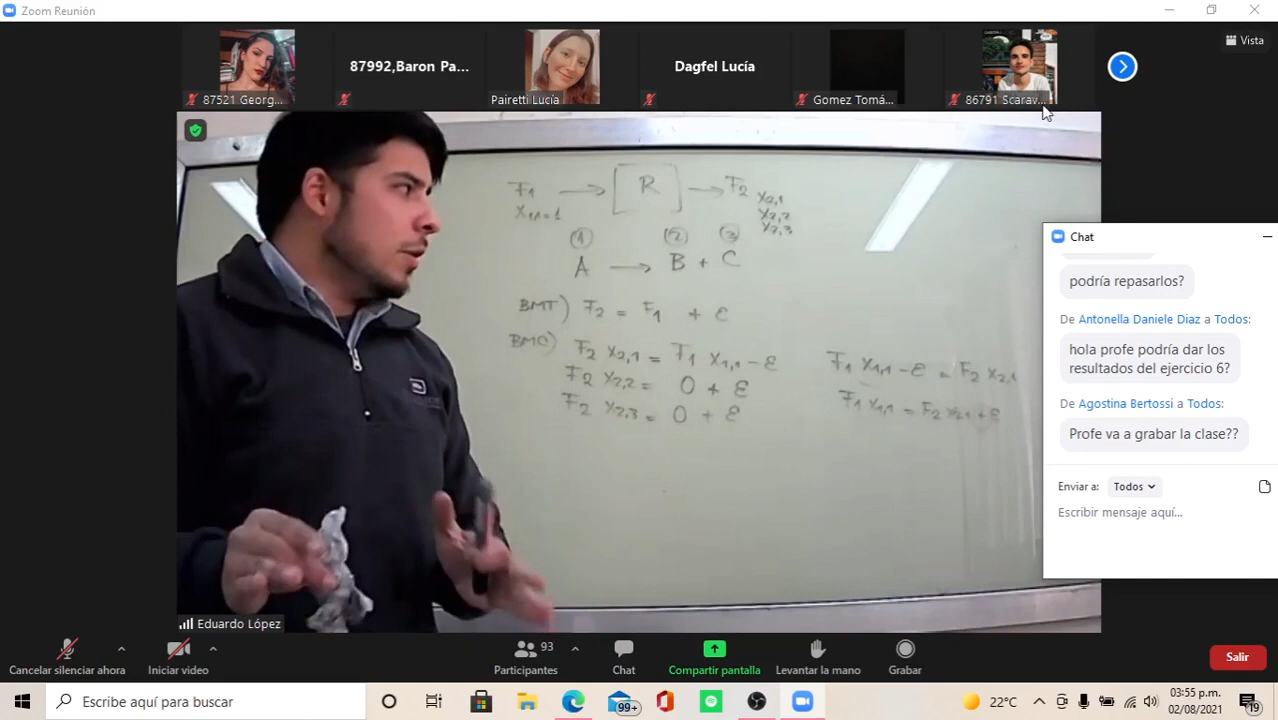 Zoom Reunión
Vista
87521 Georg...
87992,Baron Pa...
Pairetti Lucía
Dagfel Lucía
Gomez Tomá...
86791 Scarav...
F1 → [ R ] → F2 x2,1
x1,1=1
x2,2
x2,3
(1) (2) (3)
A → B + C
BMT) F2 = F1 + ε
BMC) F2 x2,1 = F1 x1,1 - ε
F2 x2,2 = 0 + ε
F2 x2,3 = 0 + ε
F1 x1,1 - ε = F2 x2,1
F1 x1,1 = F2 x2,1 + ε
Eduardo López
Chat
podría repasarlos?
De Antonella Daniele Diaz a Todos:
hola profe podría dar los
resultados del ejercicio 6?
De Agostina Bertossi a Todos:
Profe va a grabar la clase??
Enviar a: Todos
Escribir mensaje aquí...
Cancelar silenciar ahora
Iniciar video
93
Participantes
Chat
Compartir pantalla
Levantar la mano
Grabar
Salir
Escribe aquí para buscar
99+
22°C
03:55 p.m.
02/08/2021
19